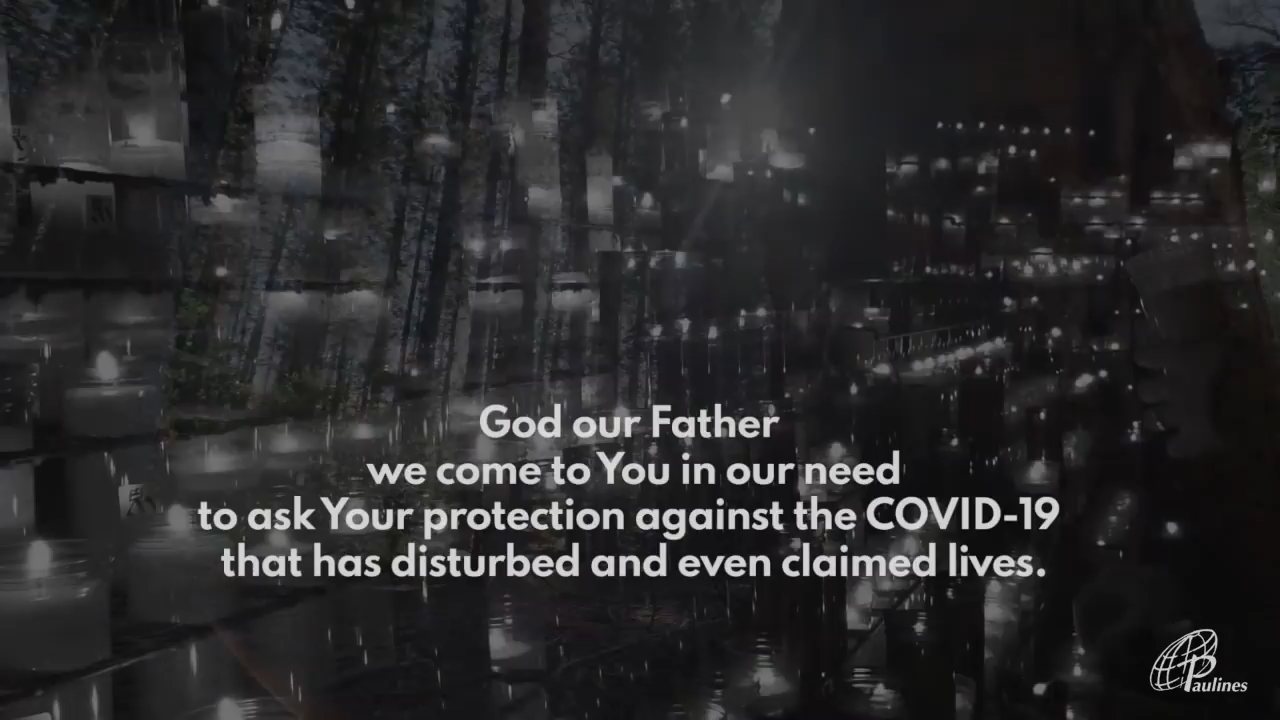 God our Father
we come to You in our need
to ask Your protection against the COVID-19
that has disturbed and even claimed lives.
Paulines